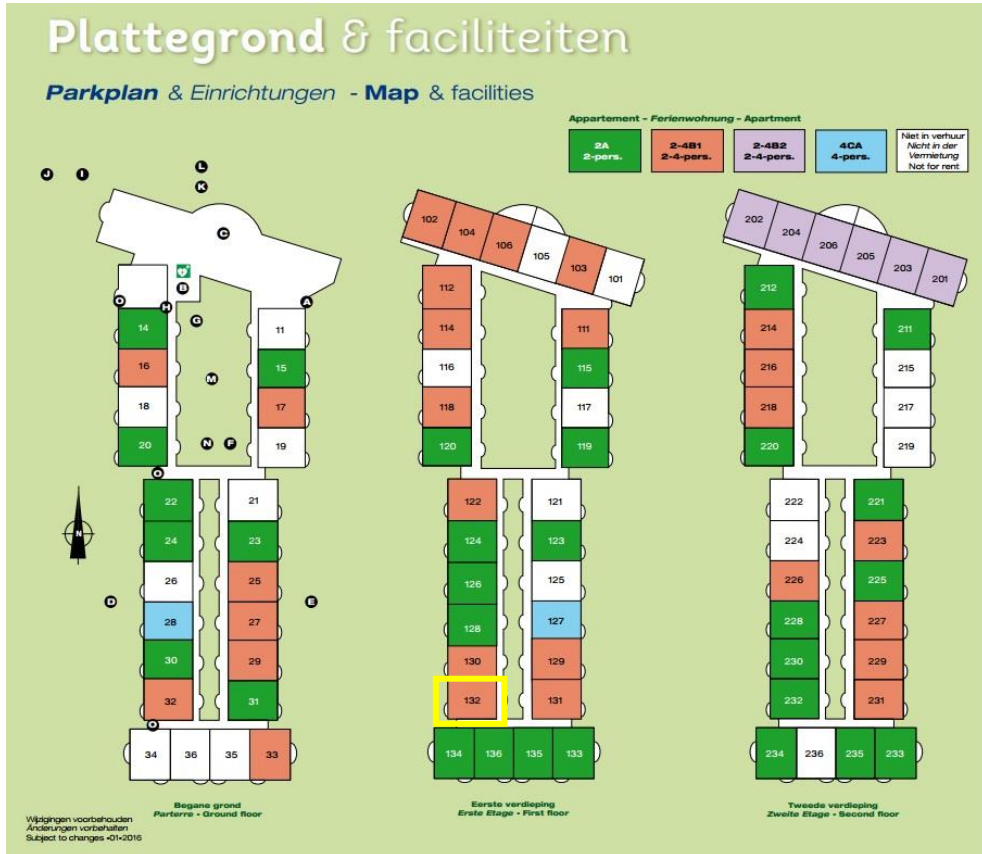 Plattegrond & faciliteiten
Parkplan & Einrichtungen - Map & facilities
Appartement – Ferienwohnung – Apartment
2A
2-pers.
2-4B1
2-4-pers.
2-4B2
2-4-pers.
4CA
4-pers.
Niet in verhuur
Nicht in der
Vermietung
Not for rent
J
I
L
K
C
B
O
H
A
G
14
11
16
15
M
18
17
20
N
F
19
O
22
21
24
23
N
26
25
D
28
27
E
30
29
32
31
O
34
36
35
33
Begane grond
Parterre - Ground floor
102
104
106
105
103
101
112
114
111
116
115
118
117
120
119
122
121
124
123
126
125
128
127
130
129
132
131
134
136
135
133
Eerste verdieping
Erste Etage - First floor
202
204
206
205
203
201
212
214
211
216
215
218
217
220
219
222
221
224
223
226
225
228
227
230
229
232
231
234
236
235
233
Tweede verdieping
Zweite Etage - Second floor
Wijzigingen voorbehouden
Änderungen vorbehalten
Subject to changes •01•2016